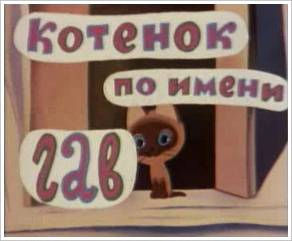 котенок
по имени
гав